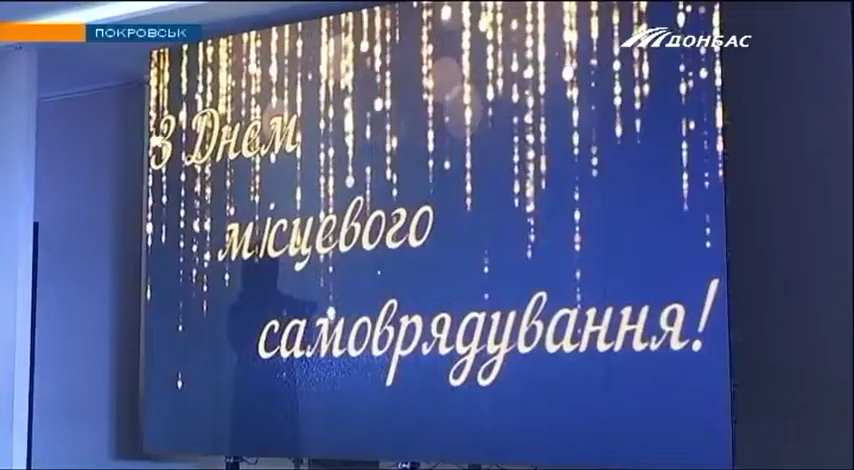 ПОКРОВСЬК
ДОНБАС
З Днем
місцевого
самоврядування!